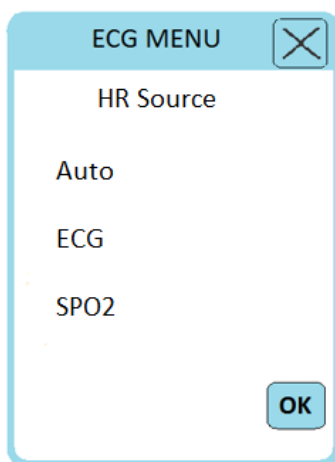 ECG MENU
HR Source
Auto
ECG
SPO2
OK